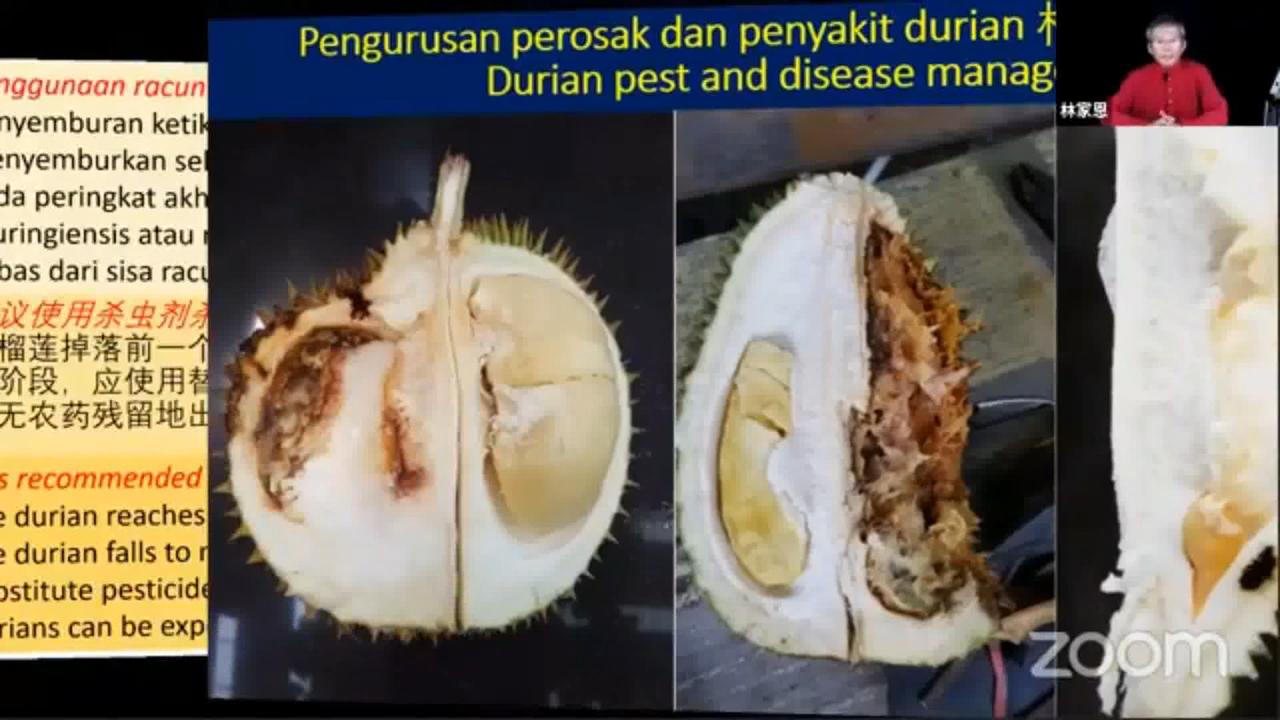 Pengurusan perosak dan penyakit durian
Durian pest and disease manag
林家恩
nggunaan racun
nyemburan ketik
enyemburkan sel
da peringkat akh
uringiensis atau
bas dari sisa racu
议使用杀虫剂
榴莲掉落前一个
阶段，应使用替
无农药残留地出
s recommended
e durian reaches
e durian falls to
ostitute pesticide
rians can be exp
zoom